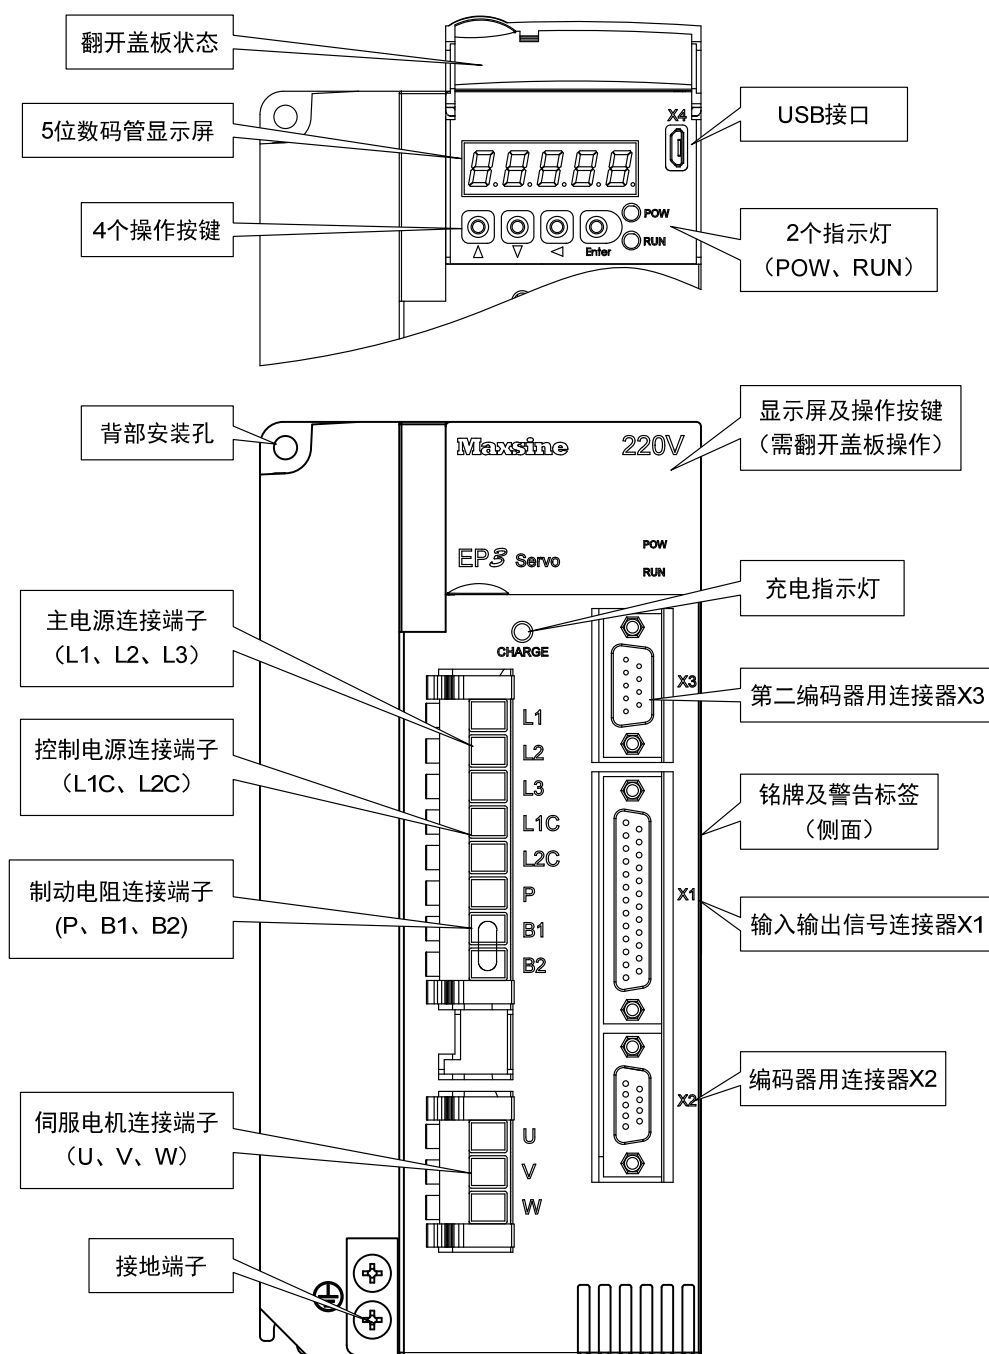 翻开盖板状态
5位数码管显示屏
4个操作按键
X4
USB接口
8.8.8.8.8.
POW
RUN
Enter
2个指示灯
（POW、RUN）
背部安装孔
Maxsine
220V
显示屏及操作按键
（需翻开盖板操作）
EP3 Servo
POW
RUN
充电指示灯
CHARGE
主电源连接端子
（L1、L2、L3）
X3
第二编码器用连接器X3
L1
L2
L3
L1C
L2C
P
B1
B2
控制电源连接端子
（L1C、L2C）
铭牌及警告标签
（侧面）
制动电阻连接端子
(P、B1、B2)
X1
输入输出信号连接器X1
X2
编码器用连接器X2
伺服电机连接端子
（U、V、W）
U
V
W
接地端子